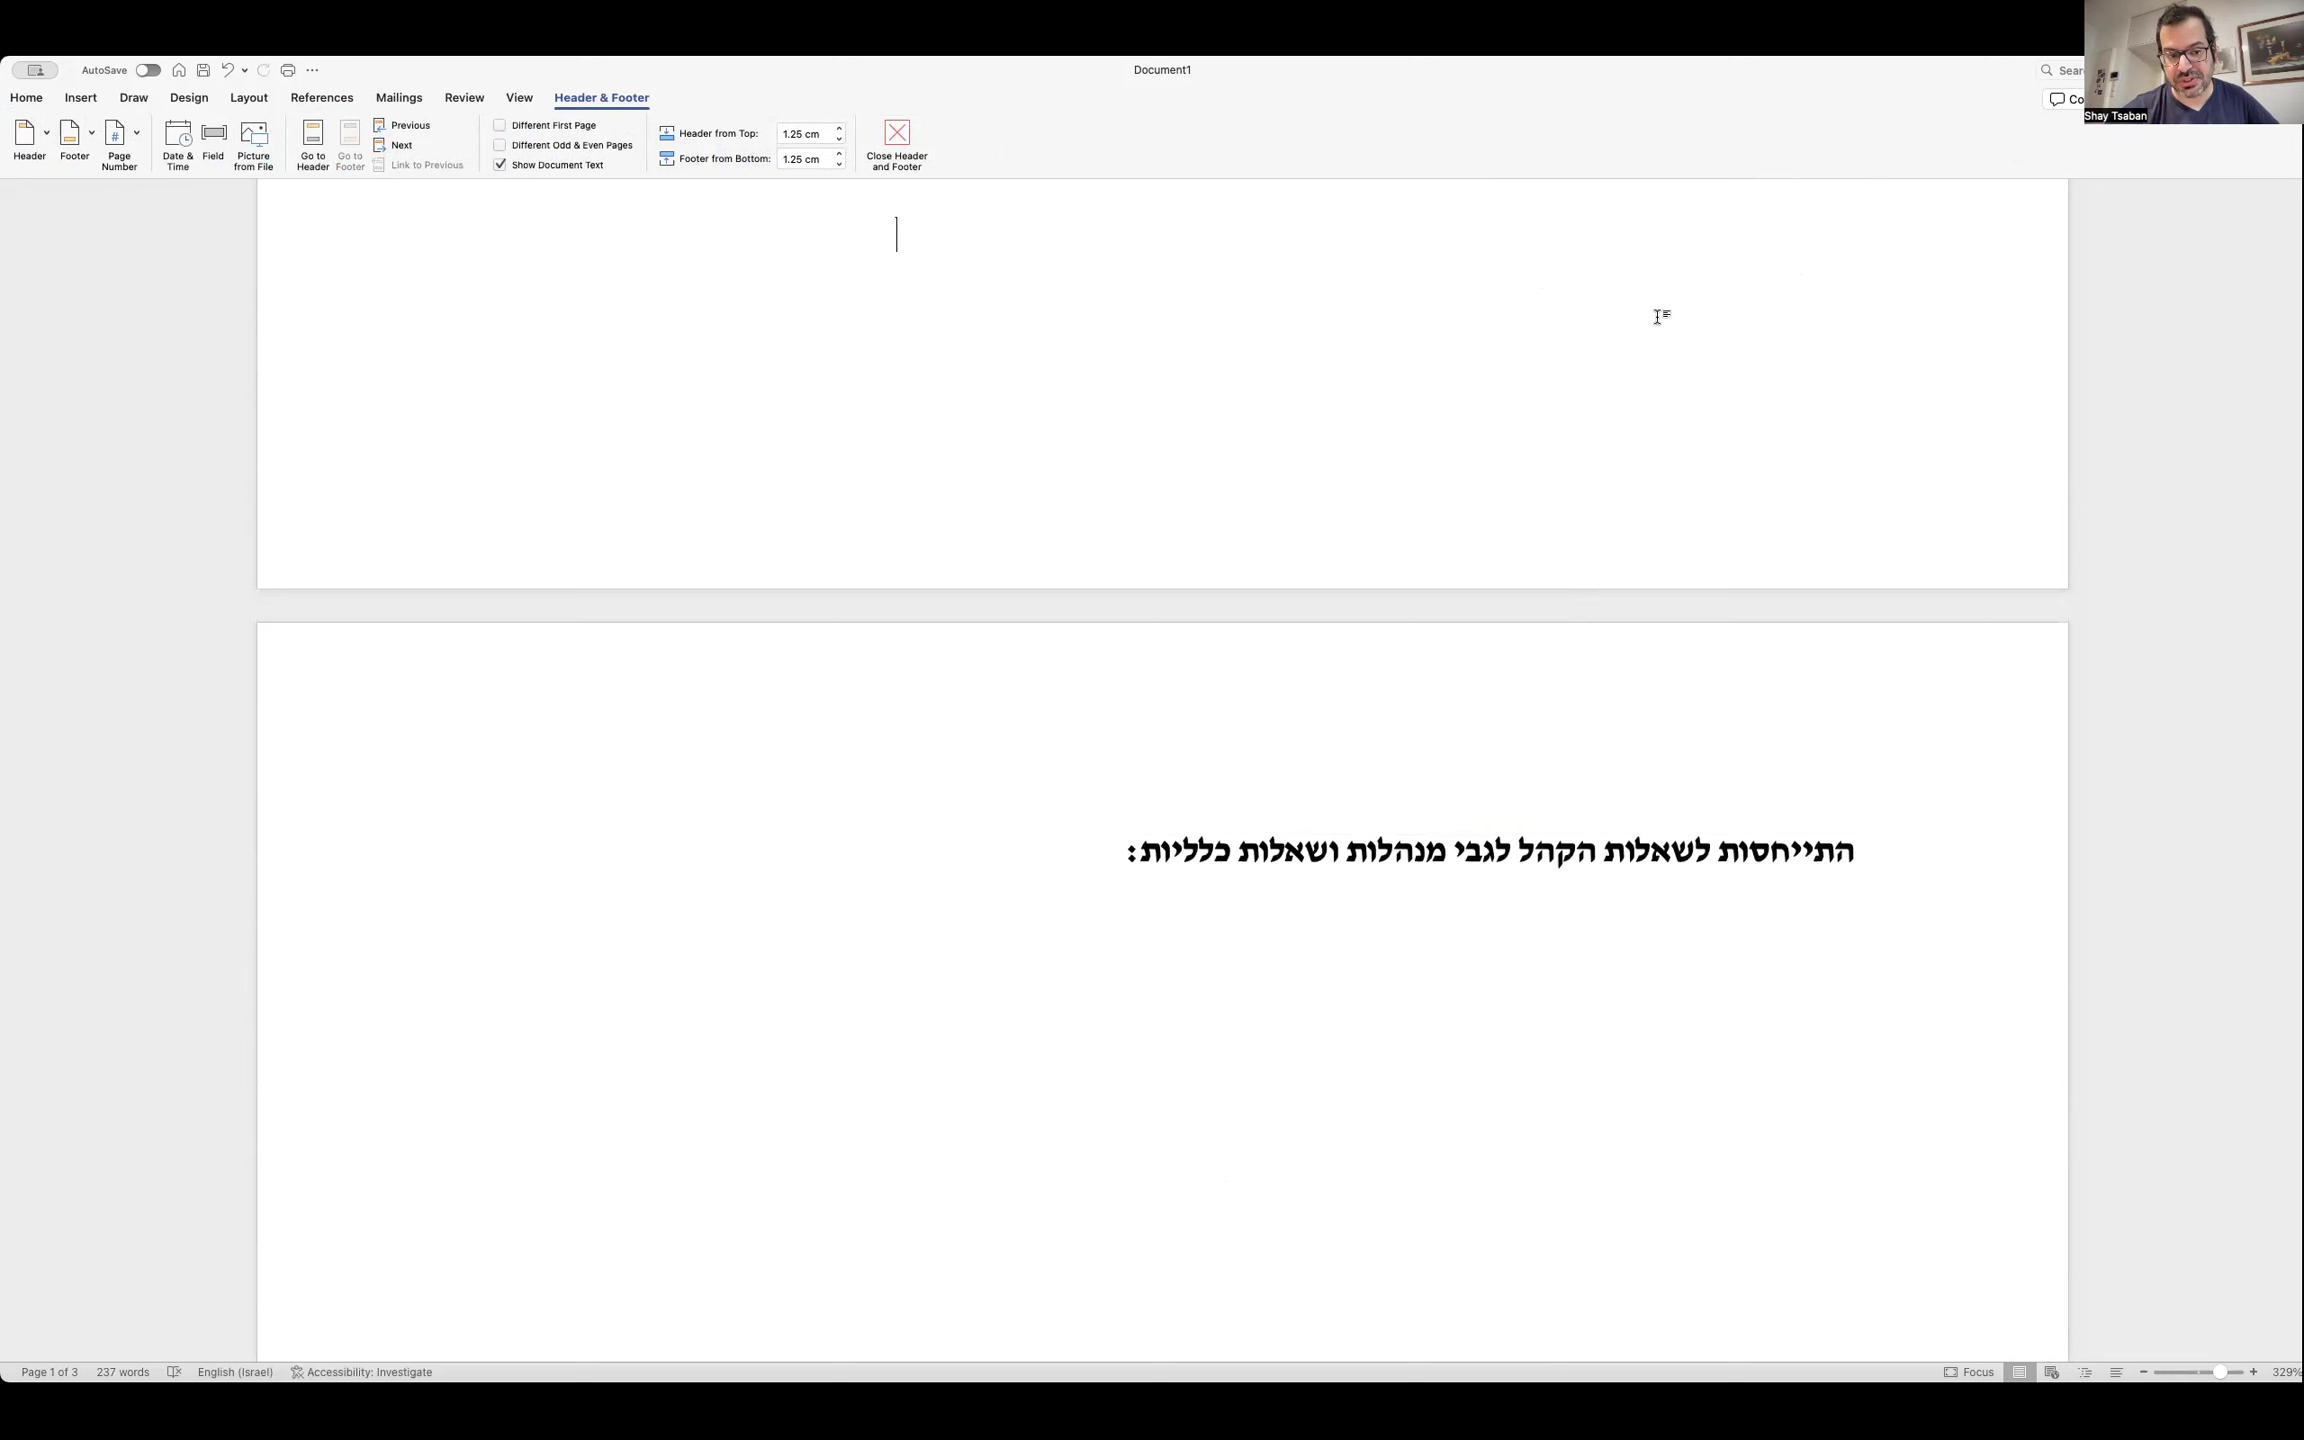 AutoSave
Document1
Sear
Home
Insert
Draw
Design
Layout
References
Mailings
Review
View
Header & Footer
Co
Shay Tsaban
Header
Footer
Page Number
Date & Time
Field
Picture from File
Go to Header
Go to Footer
Previous
Next
Link to Previous
Different First Page
Different Odd & Even Pages
Show Document Text
Header from Top:
1.25 cm
Footer from Bottom:
1.25 cm
Close Header and Footer
התייחסות לשאלות הקהל לגבי מנהלות ושאלות כלליות:
Page 1 of 3
237 words
English (Israel)
Accessibility: Investigate
Focus
329%